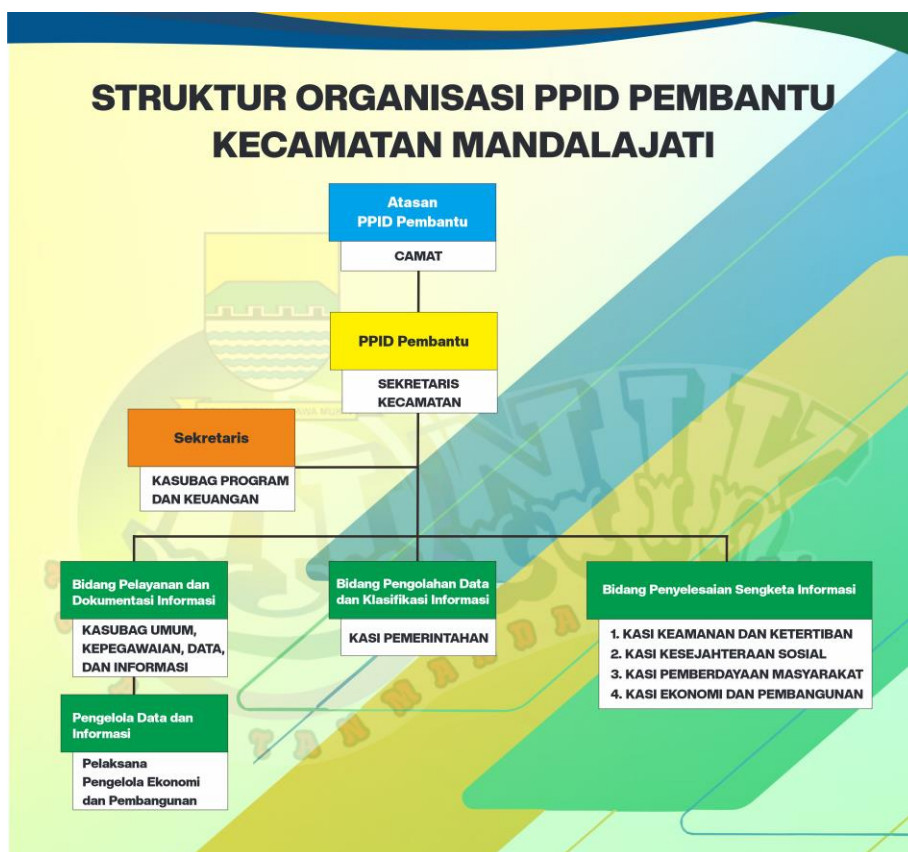 STRUKTUR ORGANISASI PPID PEMBANTU
KECAMATAN MANDALAJATI
Atasan
PPID Pembantu
CAMAT
PPID Pembantu
SEKRETARIS
KECAMATAN
Sekretaris
KASUBAG PROGRAM
DAN KEUANGAN
Bidang Pelayanan dan
Dokumentasi Informasi
KASUBAG UMUM,
KEPEGAWAIAN, DATA,
DAN INFORMASI
Pengelola Data dan
Informasi
Pelaksana
Pengelola Ekonomi
dan Pembangunan
Bidang Pengolahan Data
dan Klasifikasi Informasi
KASI PEMERINTAHAN
Bidang Penyelesaian Sengketa Informasi
1. KASI KEAMANAN DAN KETERTIBAN
2. KASI KESEJAHTERAAN SOSIAL
3. KASI PEMBERDAYAAN MASYARAKAT
4. KASI EKONOMI DAN PEMBANGUNAN